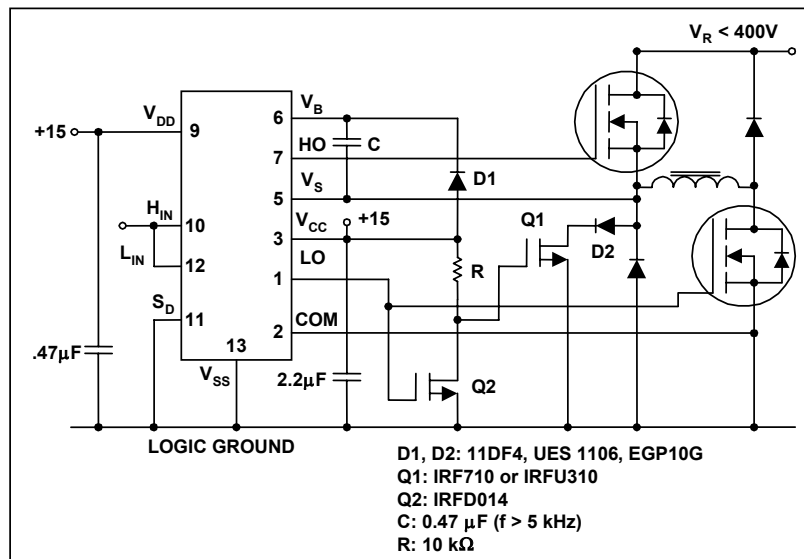 V_R < 400V
V_DD
+15
9
V_B
6
HO
7
C
V_S
5
D1
V_CC
+15
H_IN
10
3
LO
L_IN
12
1
R
Q1
D2
S_D
11
COM
2
13
.47µF
V_SS
2.2µF
Q2
LOGIC GROUND
D1, D2: 11DF4, UES 1106, EGP10G
Q1: IRF710 or IRFU310
Q2: IRFD014
C: 0.47 µF (f > 5 kHz)
R: 10 kΩ